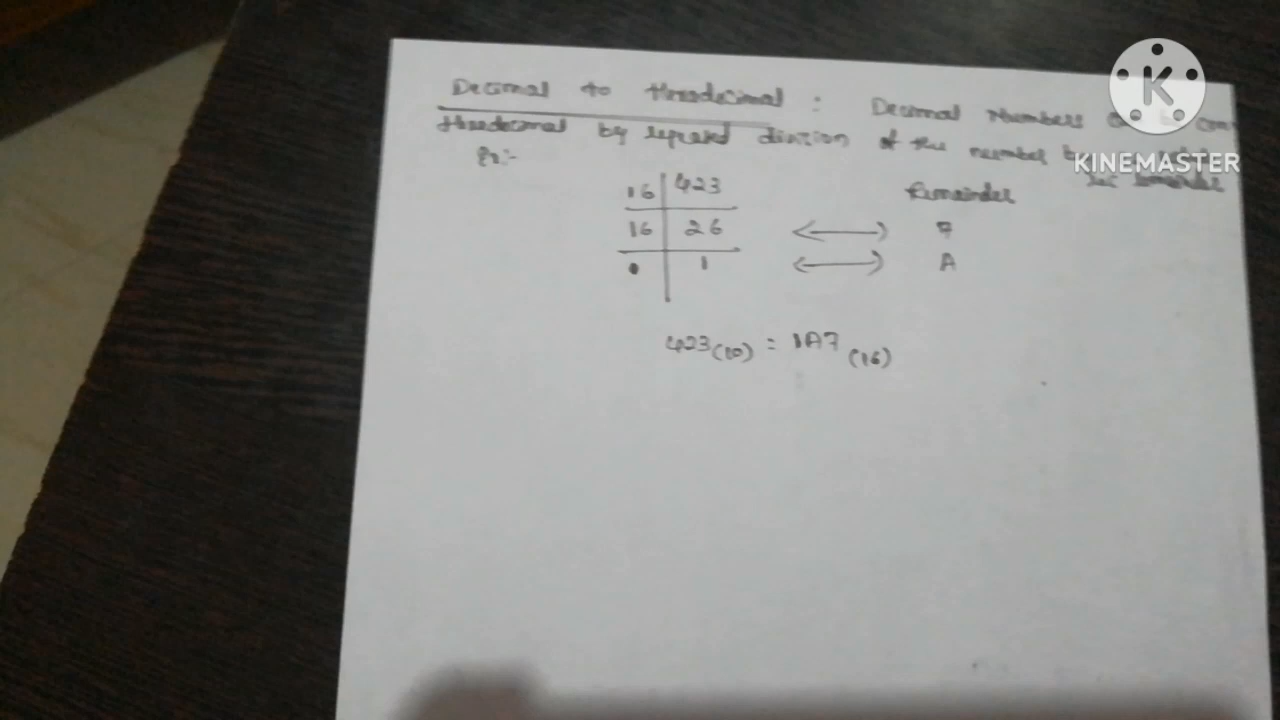 Decimal to Hexadecimal : Decimal Numbers
Hexadecimal by repeated division of the number
Ex:-
16 423 Remainder
16 26 ⟷ 7
0 1 ⟷ A
423(10) = 1A7(16)
K
KINEMASTER